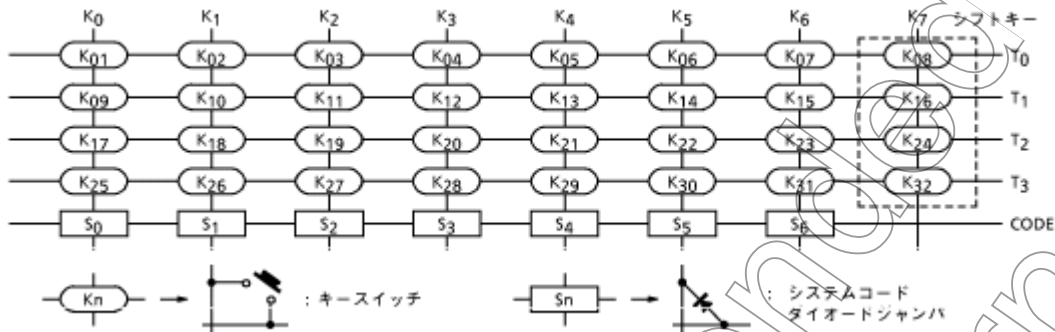 K0 K1 K2 K3 K4 K5 K6 K7 シフトキー
K01 K02 K03 K04 K05 K06 K07 K08 T0
K09 K10 K11 K12 K13 K14 K15 K16 T1
K17 K18 K19 K20 K21 K22 K23 K24 T2
K25 K26 K27 K28 K29 K30 K31 K32 T3
S0 S1 S2 S3 S4 S5 S6 CODE
Kn : キースイッチ
Sn : システムコード
ダイオードジャンパ